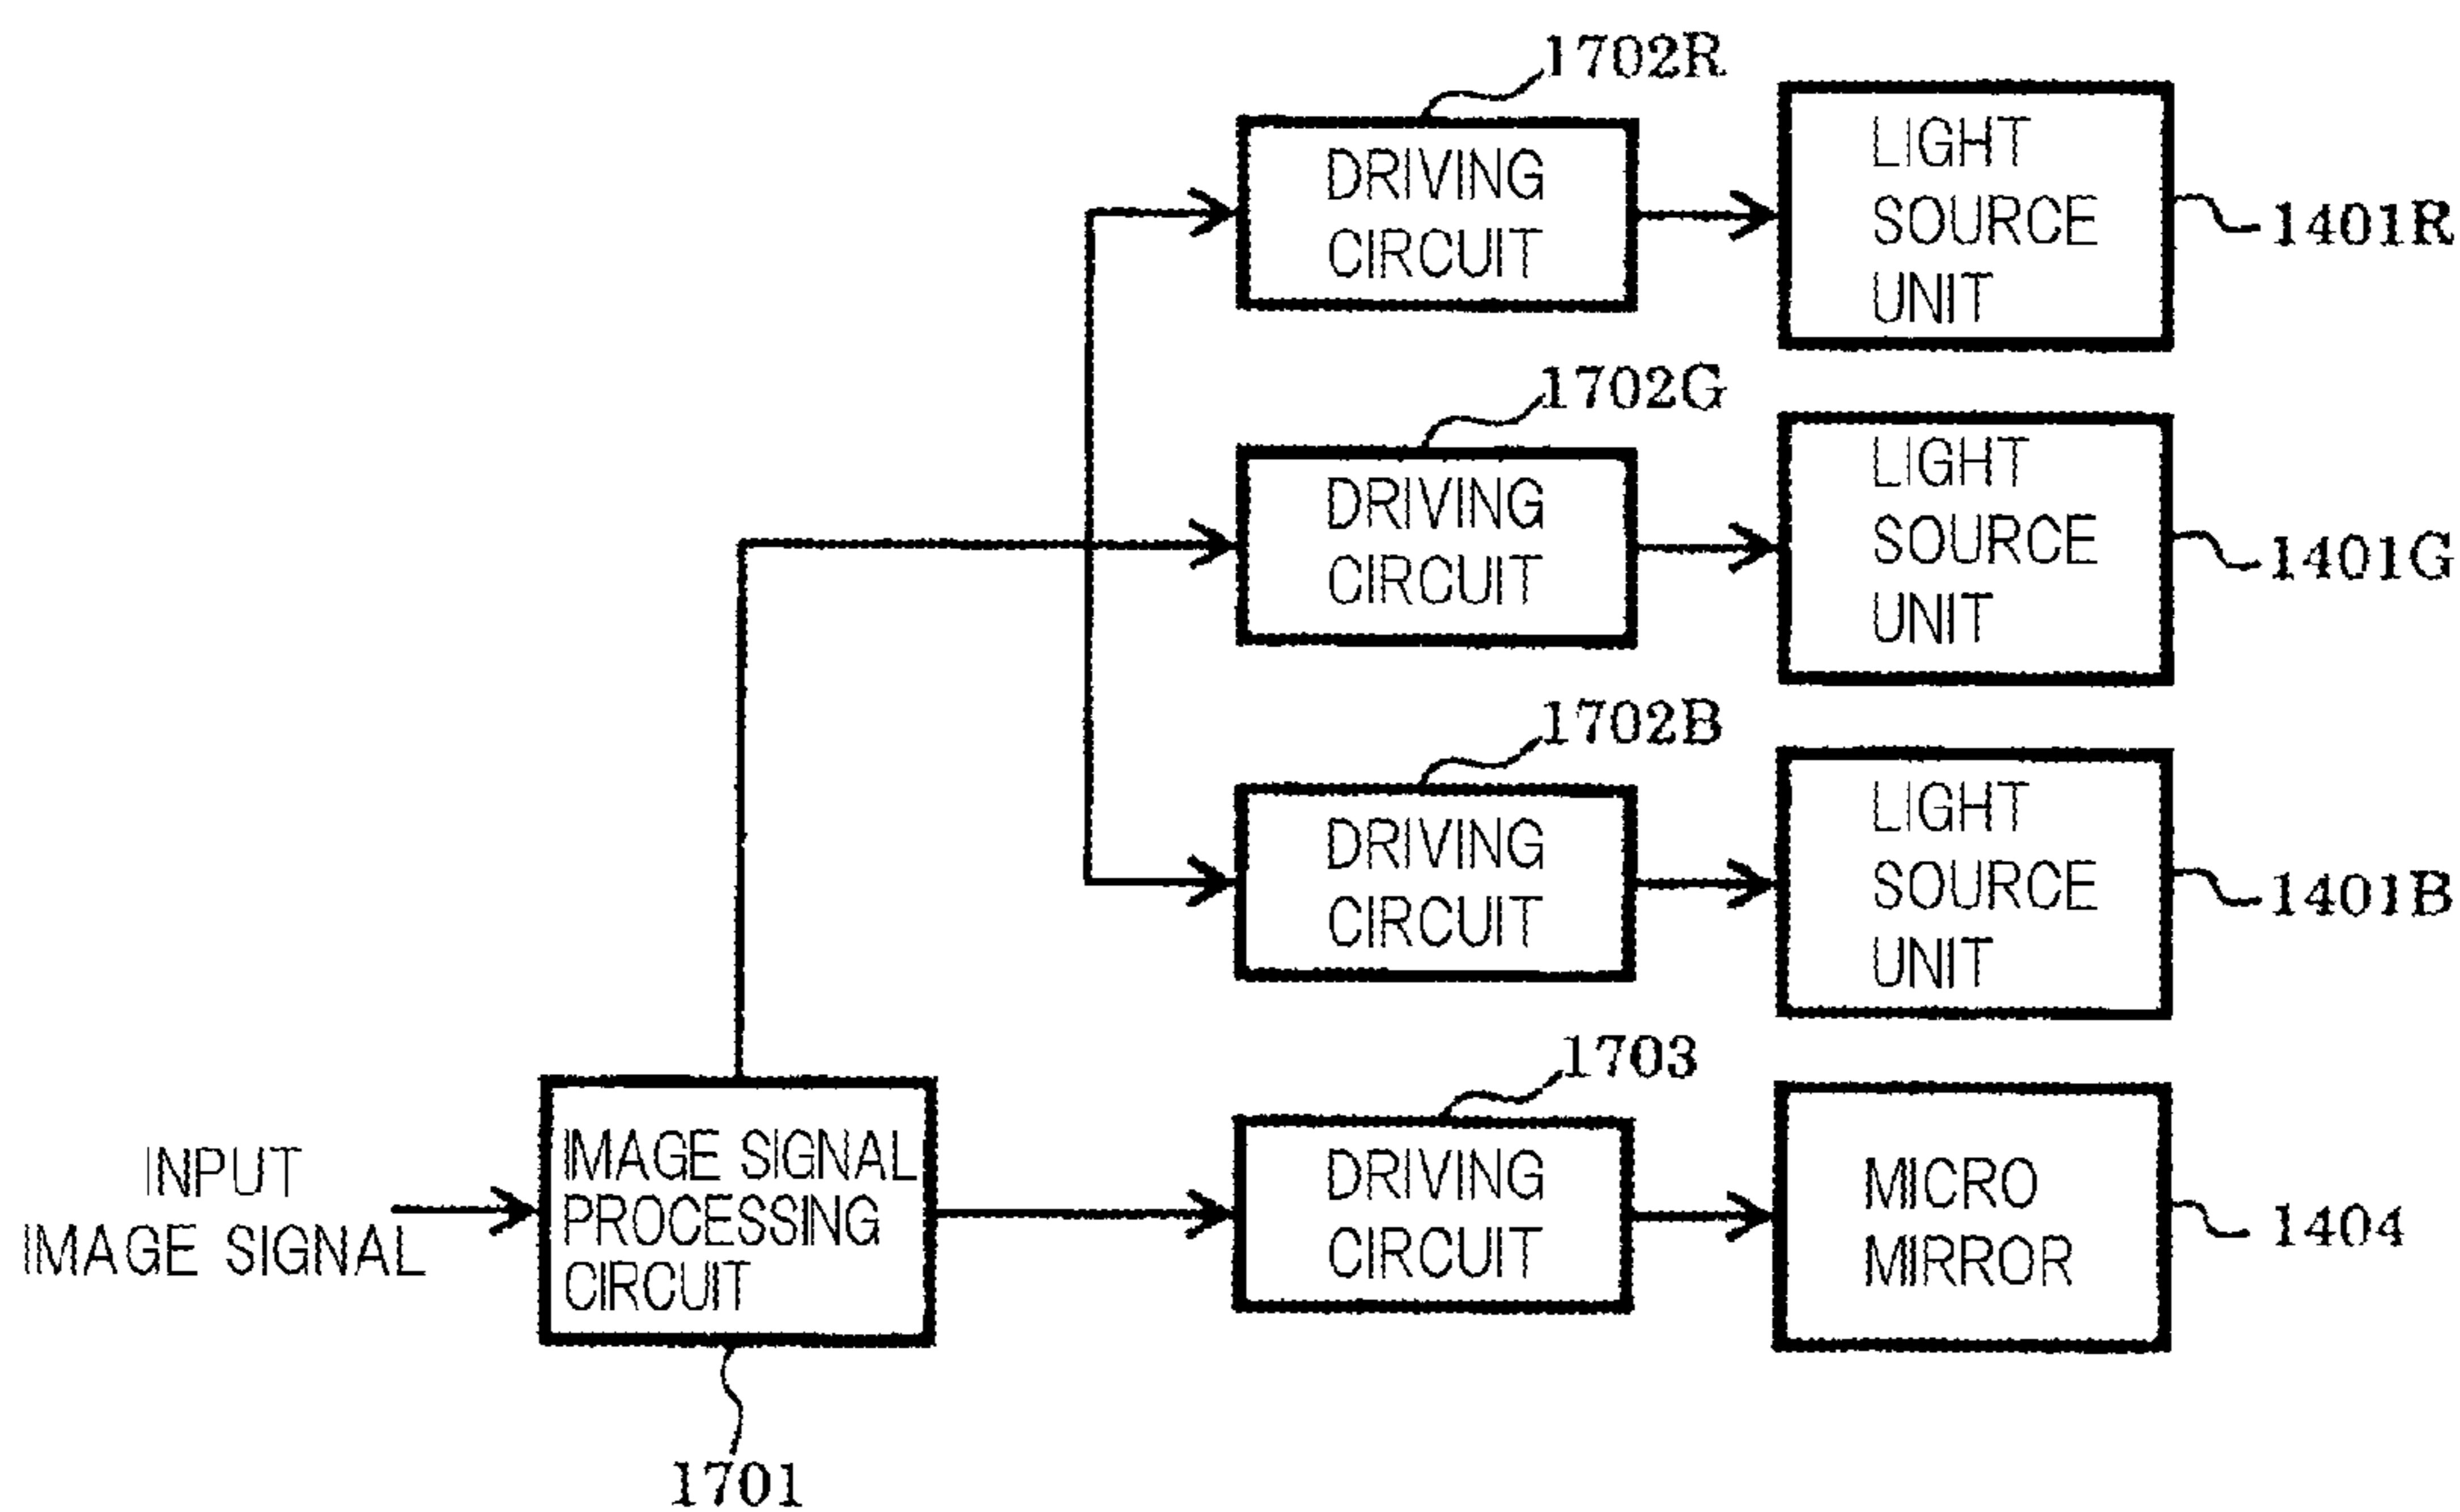 1702R
DRIVING
CIRCUIT
LIGHT
SOURCE
UNIT
1401R
1702G
DRIVING
CIRCUIT
LIGHT
SOURCE
UNIT
1401G
1702B
DRIVING
CIRCUIT
LIGHT
SOURCE
UNIT
1401B
INPUT
IMAGE SIGNAL
IMAGE SIGNAL
PROCESSING
CIRCUIT
1701
1703
DRIVING
CIRCUIT
MICRO
MIRROR
1404